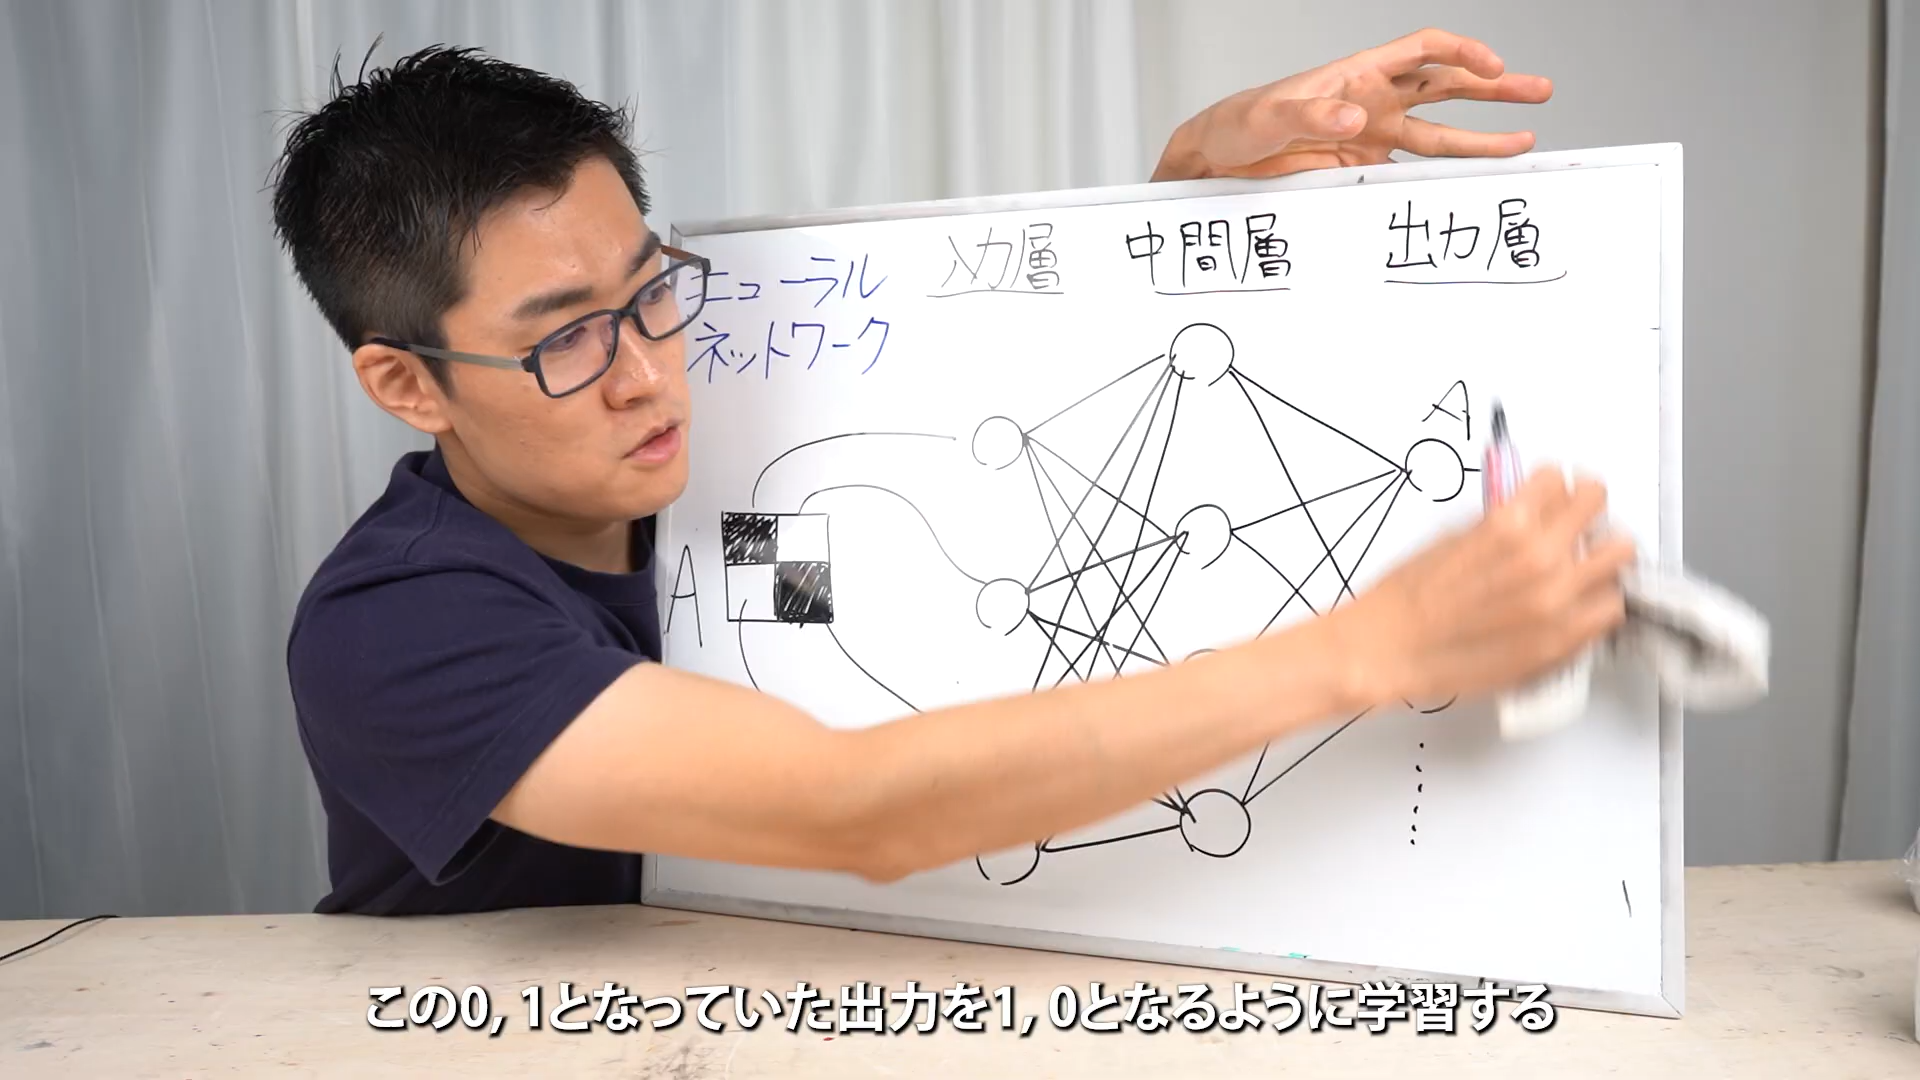 ニューラル
ネットワーク
入力層
中間層
出力層
A
A
この0, 1となっていた出力を1, 0となるように学習する